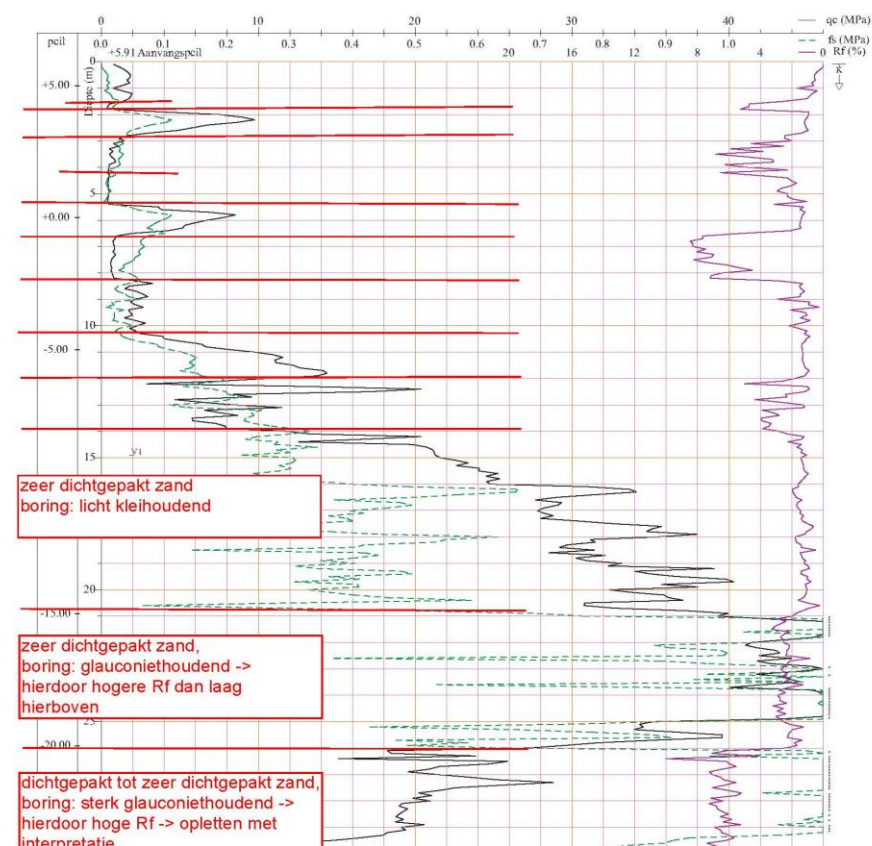 0 10 20 30 40 qc (MPa)
peil 0.0 0.1 0.2 0.3 0.4 0.5 0.6 0.7 0.8 0.9 1.0 fs (MPa)
+5.91 Aanvangspeil 20 16 12 8 4 0 Rf (%)
0
Diepte (m)
+5.00
5
+0.00
10
-5.00
15
zeer dichtgepakt zand
boring: licht kleihoudend
20
-15.00
zeer dichtgepakt zand,
boring: glauconiethoudend ->
hierdoor hogere Rf dan laag
hierboven
25
-20.00
dichtgepakt tot zeer dichtgepakt zand,
boring: sterk glauconiethoudend ->
hierdoor hoge Rf -> opletten met
interpretatie